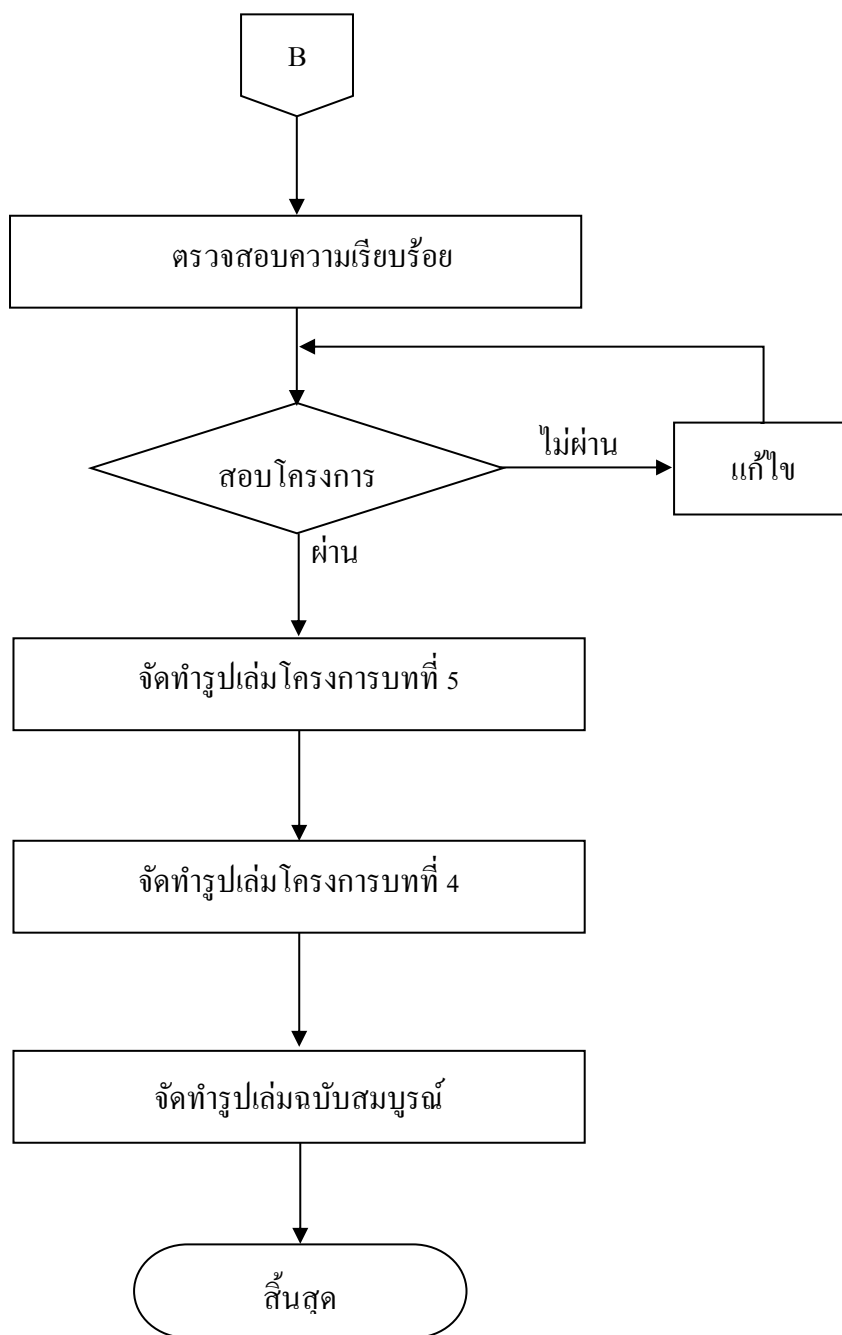 B
ตรวจสอบความเรียบร้อย
สอบโครงการ
ไม่ผ่าน
แก้ไข
ผ่าน
จัดทำรูปเล่มโครงการบทที่ 5
จัดทำรูปเล่มโครงการบทที่ 4
จัดทำรูปเล่มฉบับสมบูรณ์
สิ้นสุด